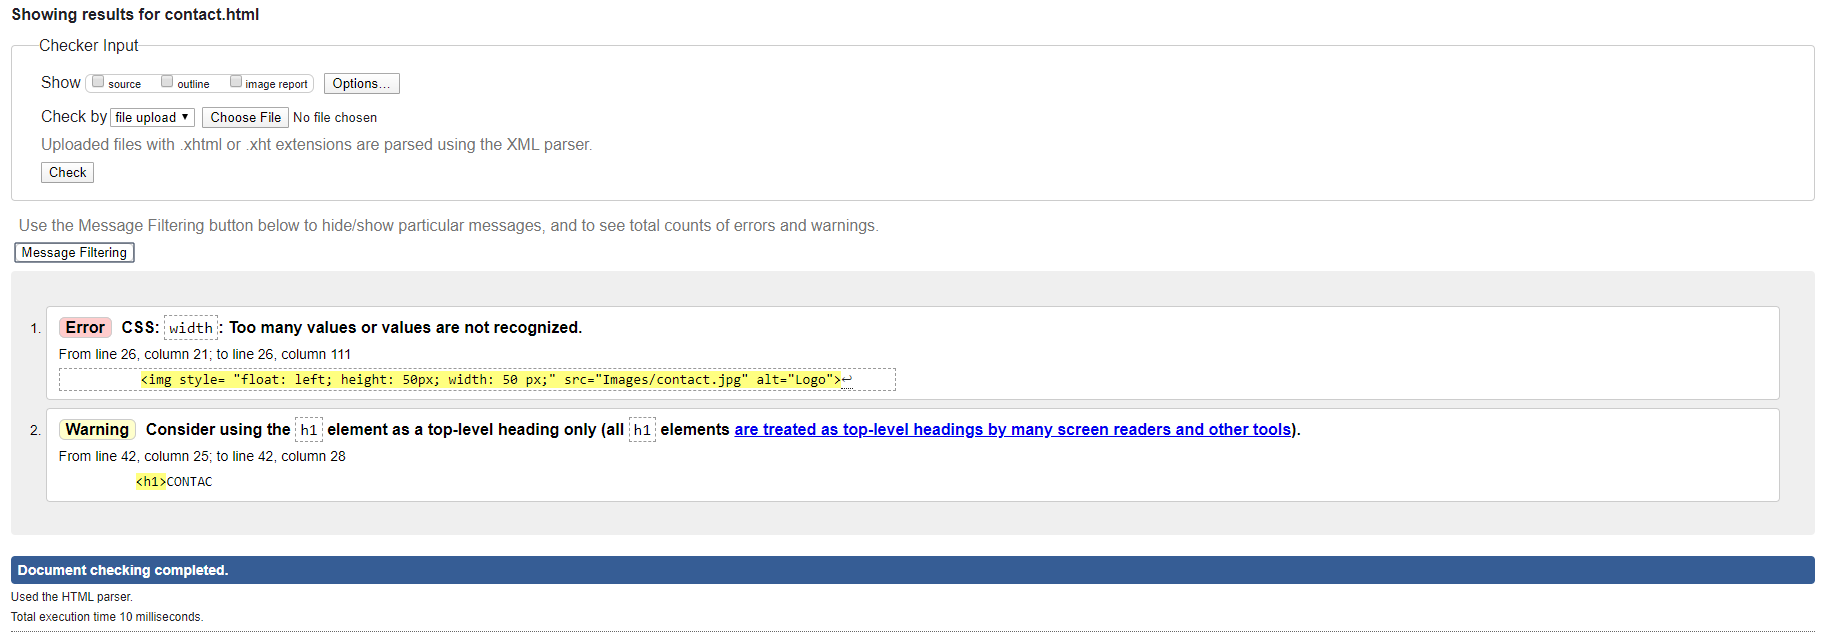 Showing results for contact.html
Checker Input
Show source outline image report Options...
Check by file upload ▼ Choose File No file chosen
Uploaded files with .xhtml or .xht extensions are parsed using the XML parser.
Check
Use the Message Filtering button below to hide/show particular messages, and to see total counts of errors and warnings.
Message Filtering
1. Error CSS: width: Too many values or values are not recognized.
From line 26, column 21; to line 26, column 111
<img style= "float: left; height: 50px; width: 50 px;" src="Images/contact.jpg" alt="Logo">↩
2. Warning Consider using the h1 element as a top-level heading only (all h1 elements are treated as top-level headings by many screen readers and other tools).
From line 42, column 25; to line 42, column 28
<h1>CONTAC
Document checking completed.
Used the HTML parser.
Total execution time 10 milliseconds.